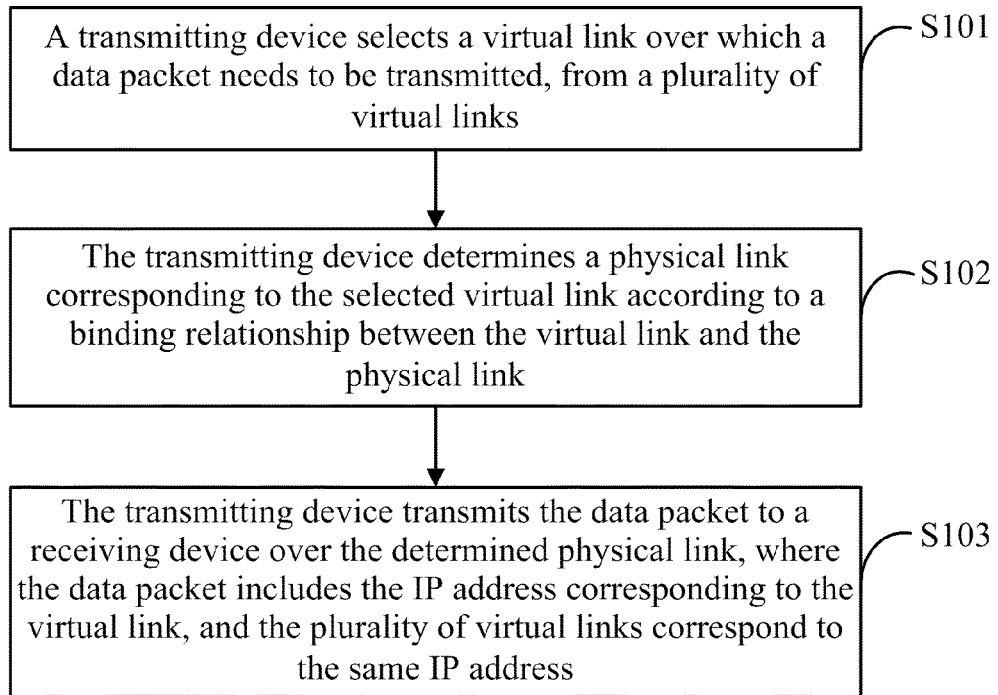 A transmitting device selects a virtual link over which a
data packet needs to be transmitted, from a plurality of
virtual links
S101
The transmitting device determines a physical link
corresponding to the selected virtual link according to a
binding relationship between the virtual link and the
physical link
S102
The transmitting device transmits the data packet to a
receiving device over the determined physical link, where
the data packet includes the IP address corresponding to the
virtual link, and the plurality of virtual links correspond to
the same IP address
S103